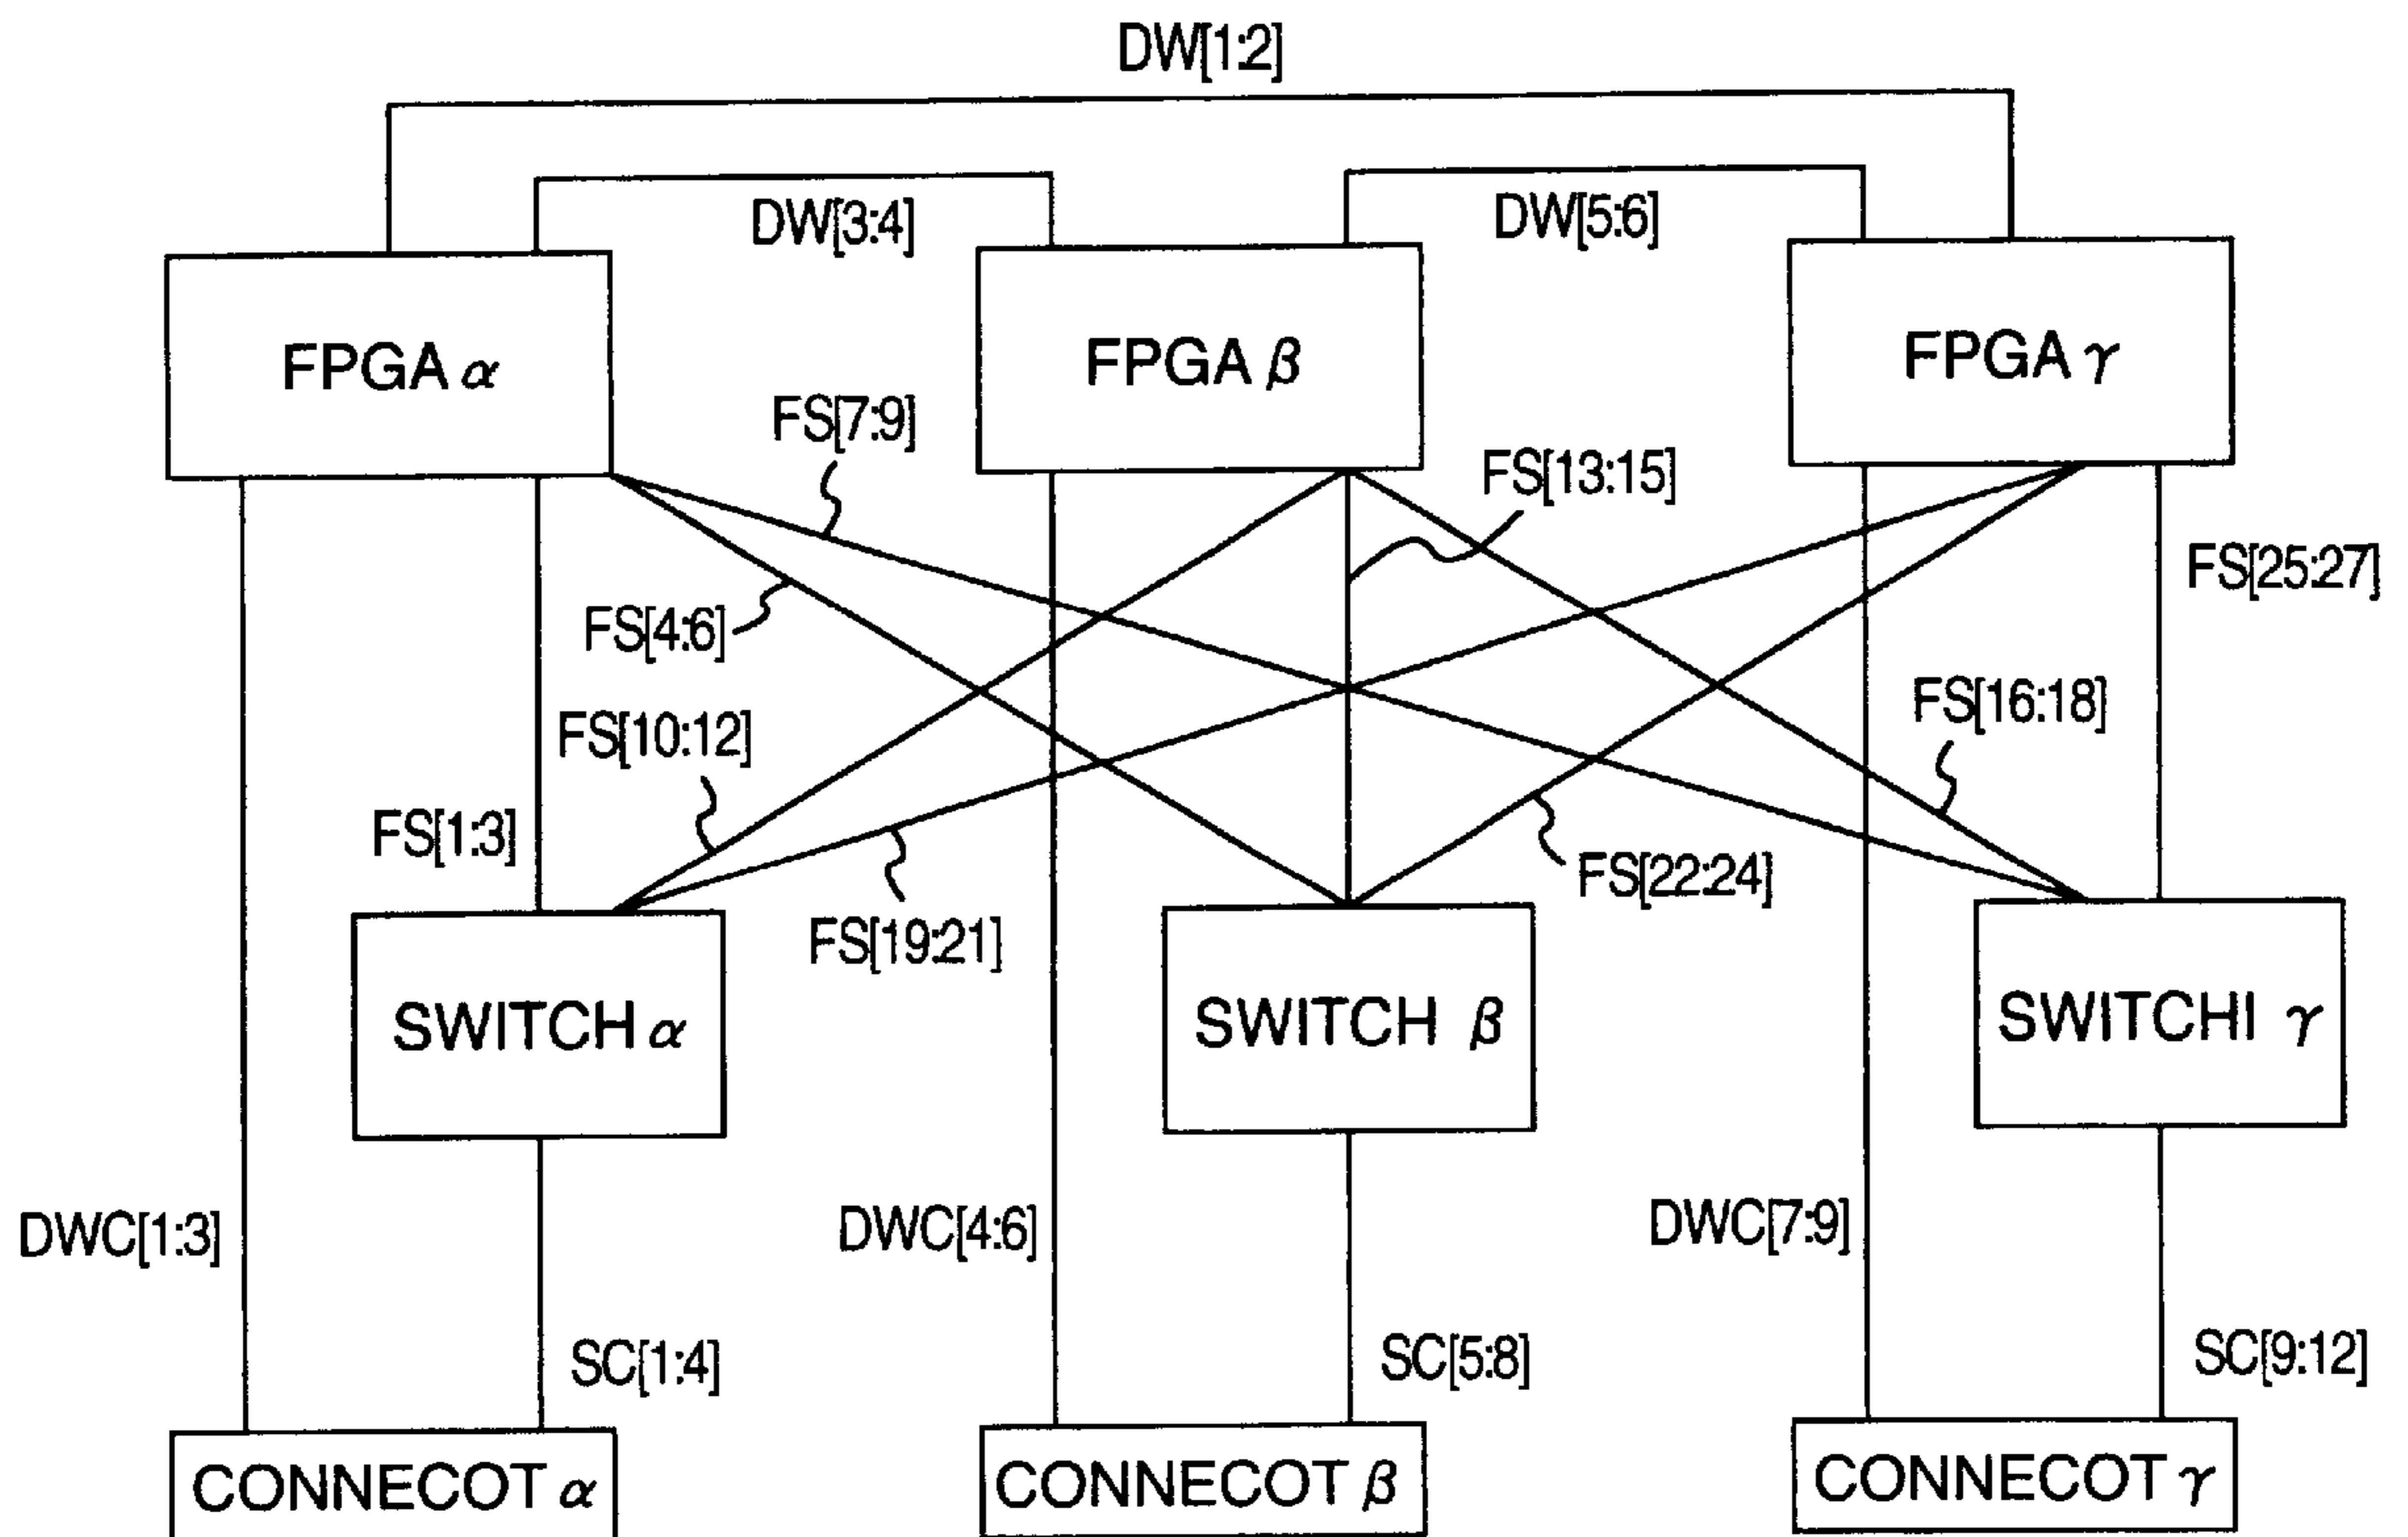 DW[1:2]
DW[3:4]
DW[5:6]
FPGA α
FPGA β
FPGA γ
FS[7:9]
FS[13:15]
FS[25:27]
FS[4:6]
FS[10:12]
FS[16:18]
FS[1:3]
FS[22:24]
FS[19:21]
SWITCH α
SWITCH β
SWITCHI γ
DWC[1:3]
DWC[4:6]
DWC[7:9]
SC[1:4]
SC[5:8]
SC[9:12]
CONNECOT α
CONNECOT β
CONNECOT γ